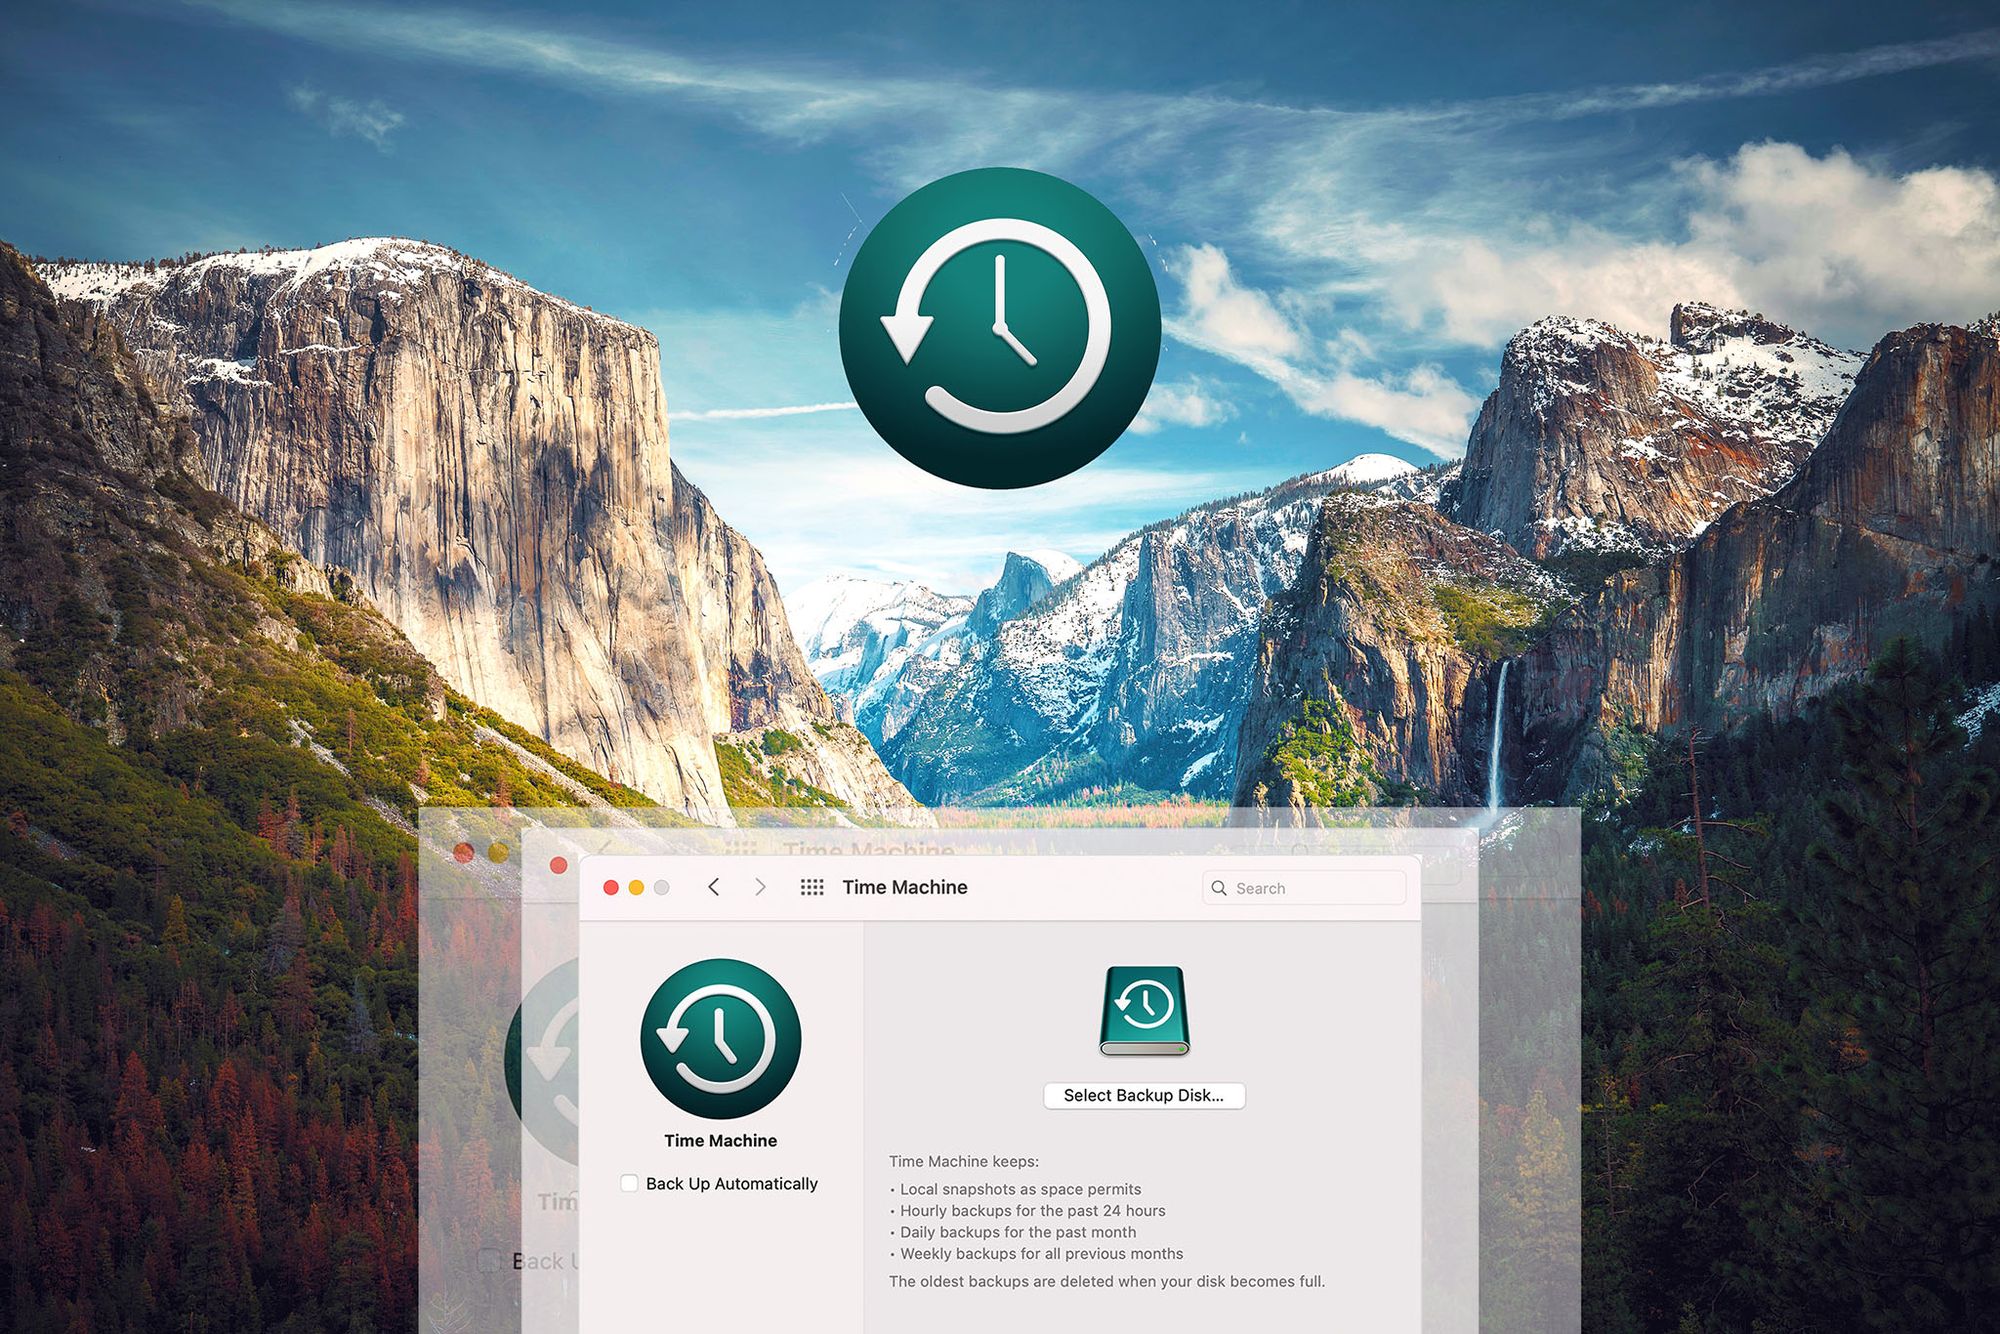 Time Machine
Time Machine
Search
Select Backup Disk...
Time Machine
Back Up Automatically
Tim
Back U
Time Machine keeps:
• Local snapshots as space permits
• Hourly backups for the past 24 hours
• Daily backups for the past month
• Weekly backups for all previous months
The oldest backups are deleted when your disk becomes full.